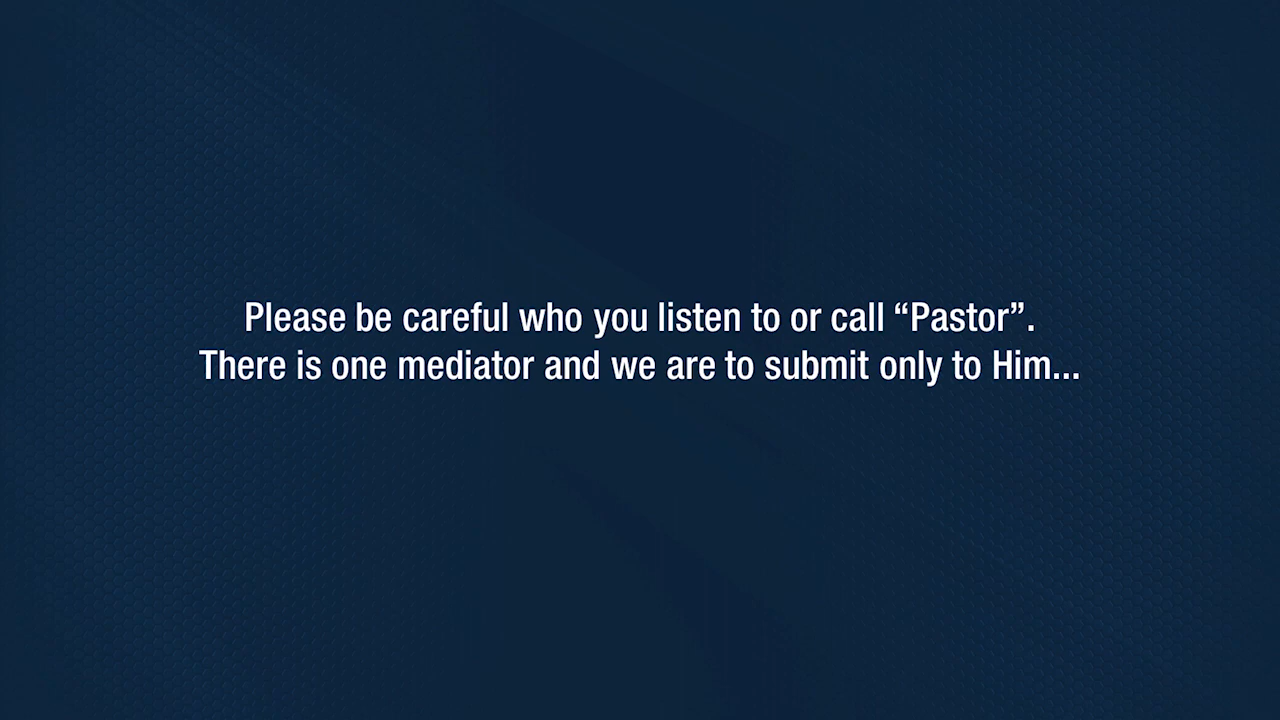 Please be careful who you listen to or call “Pastor”.
There is one mediator and we are to submit only to Him...